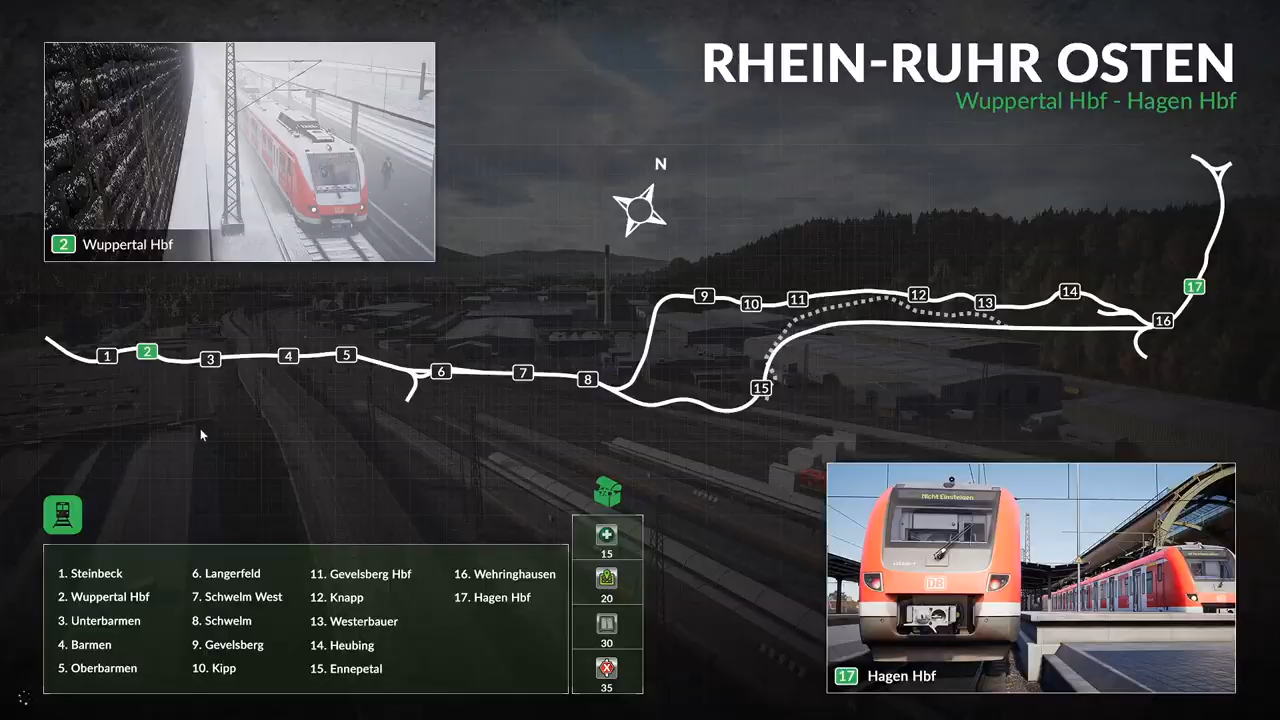 RHEIN-RUHR OSTEN
Wuppertal Hbf - Hagen Hbf
2 Wuppertal Hbf
N
1
2
3
4
5
6
7
8
9
10
11
12
13
14
15
16
17
1. Steinbeck
2. Wuppertal Hbf
3. Unterbarmen
4. Barmen
5. Oberbarmen
6. Langerfeld
7. Schwelm West
8. Schwelm
9. Gevelsberg
10. Kipp
11. Gevelsberg Hbf
12. Knapp
13. Westerbauer
14. Heubing
15. Ennepetal
16. Wehringhausen
17. Hagen Hbf
15
20
30
35
Nicht Einsteigen
DB
17 Hagen Hbf